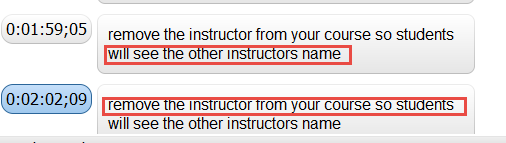 0:01:59;05
remove the instructor from your course so students
will see the other instructors name
0:02:02;09
remove the instructor from your course so students
will see the other instructors name